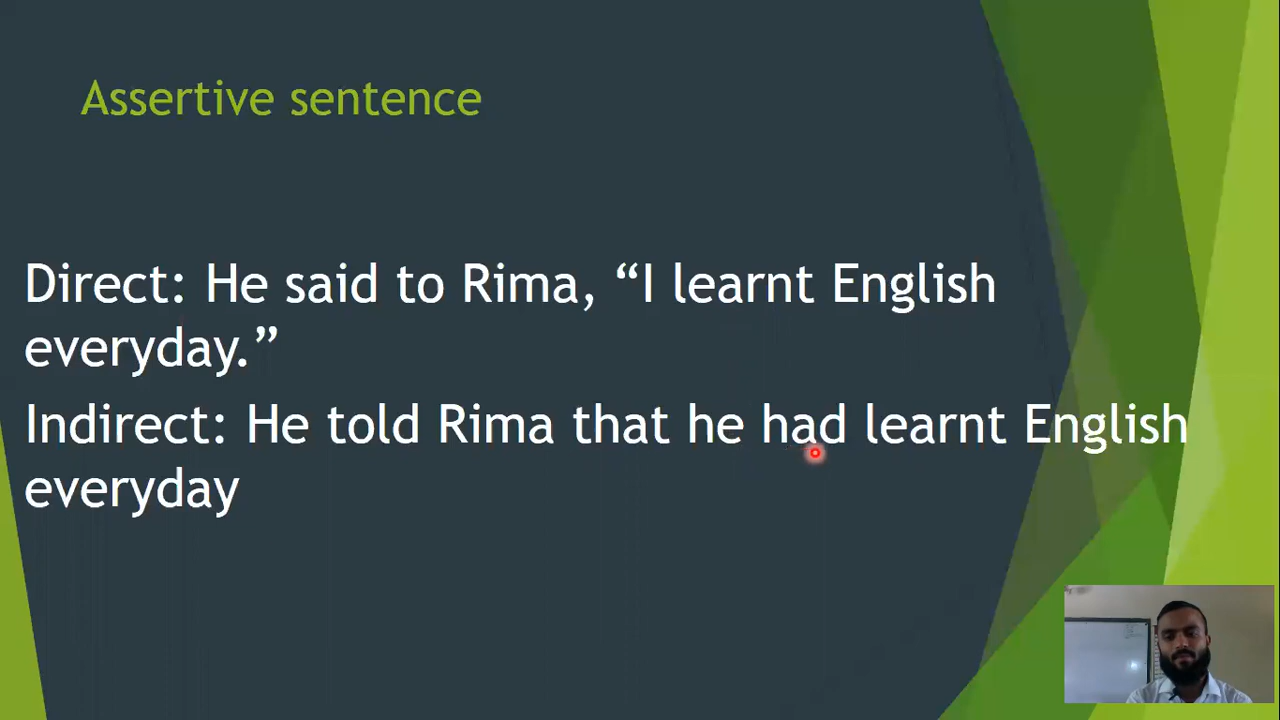 Assertive sentence
Direct: He said to Rima, “I learnt English
everyday.”
Indirect: He told Rima that he had learnt English
everyday